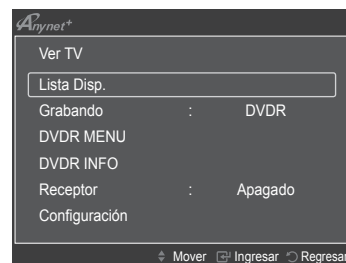 Anynet+
Ver TV
Lista Disp.
Grabando : DVDR
DVDR MENU
DVDR INFO
Receptor : Apagado
Configuración
Mover Ingresar Regresar